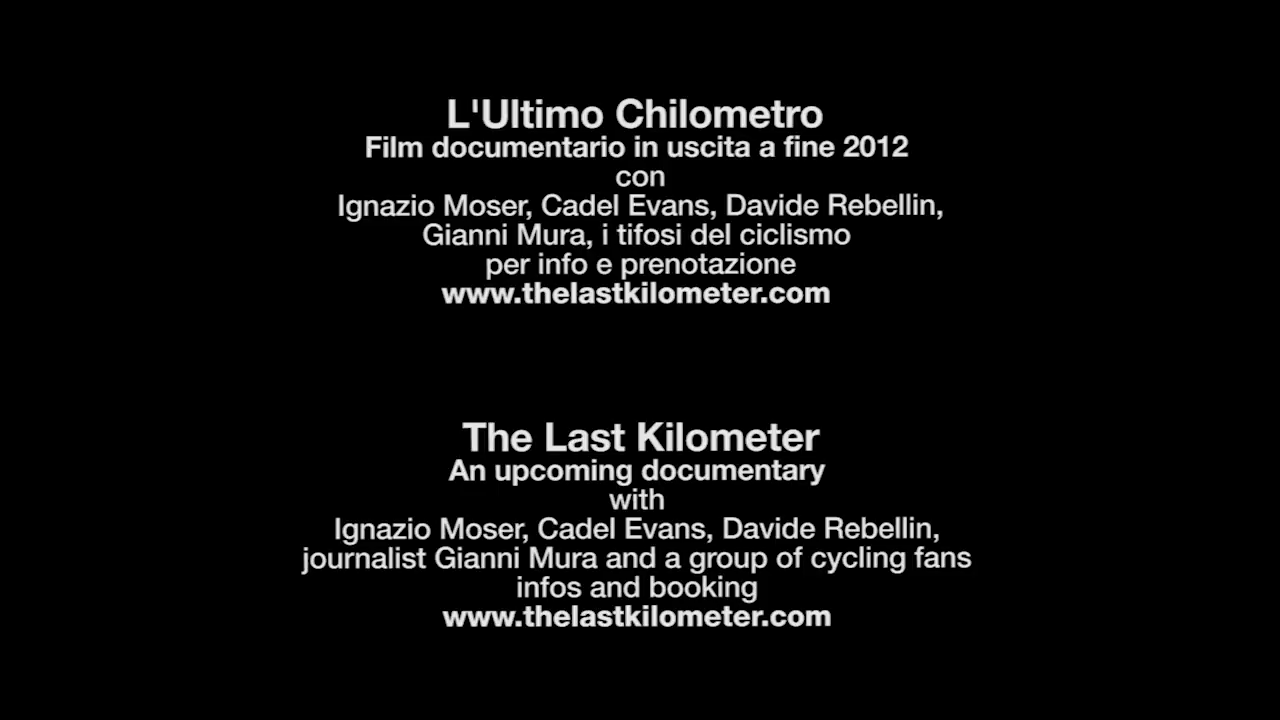 L'Ultimo Chilometro
Film documentario in uscita a fine 2012
con
Ignazio Moser, Cadel Evans, Davide Rebellin,
Gianni Mura, i tifosi del ciclismo
per info e prenotazione
www.thelastkilometer.com
The Last Kilometer
An upcoming documentary
with
Ignazio Moser, Cadel Evans, Davide Rebellin,
journalist Gianni Mura and a group of cycling fans
infos and booking
www.thelastkilometer.com